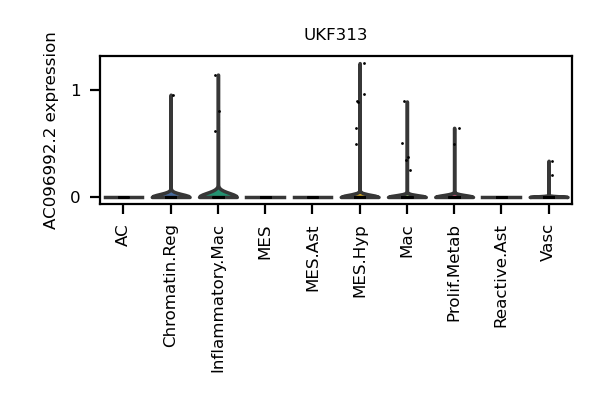 UKF313
AC096992.2 expression
1
0
AC
Chromatin.Reg
Inflammatory.Mac
MES
MES.Ast
MES.Hyp
Mac
Prolif.Metab
Reactive.Ast
Vasc